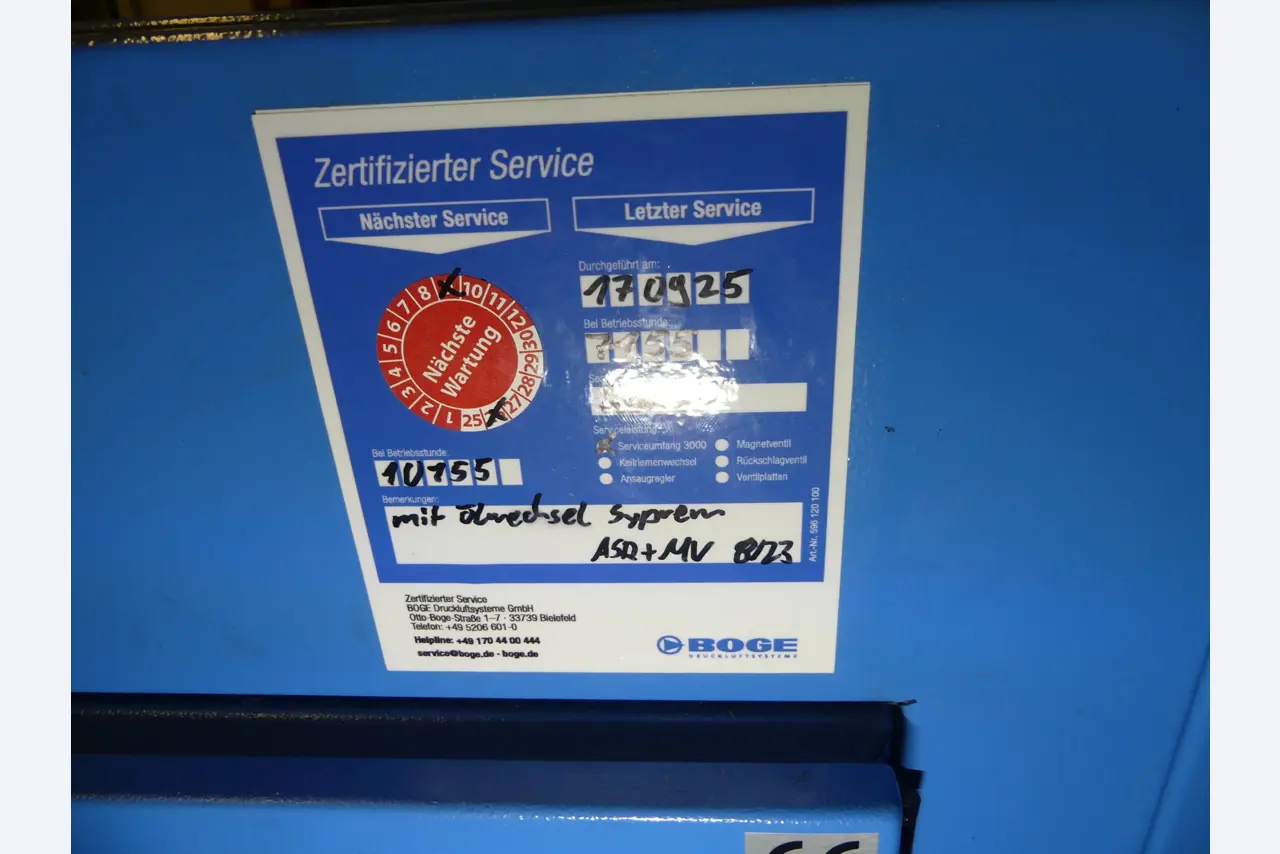 Zertifizierter Service
Nächster Service
Letzter Service
Durchgeführt am:
170925
Bei Betriebsstunde:
7155
8 X 10 11 12 30 29 28 27 X 25 1 2 3 4 5 6 7
Nächste
Wartung
Serviceleistung
Serviceumfang 3000
Magnetventil
Keilriemenwechsel
Rückschlagventil
Ansaugregler
Ventilplatten
Bei Betriebsstunde:
10155
Bemerkungen:
mit Ölwechsel Syprem
ASR+MV 8/23
Art.-Nr. 596 120 100
Zertifizierter Service
BOGE Druckluftsysteme GmbH
Otto-Boge-Straße 1–7 · 33739 Bielefeld
Telefon: +49 5206 601-0
Helpline: +49 170 44 00 444
service@boge.de · boge.de
BOGE
DRUCKLUFTSYSTEME
CE